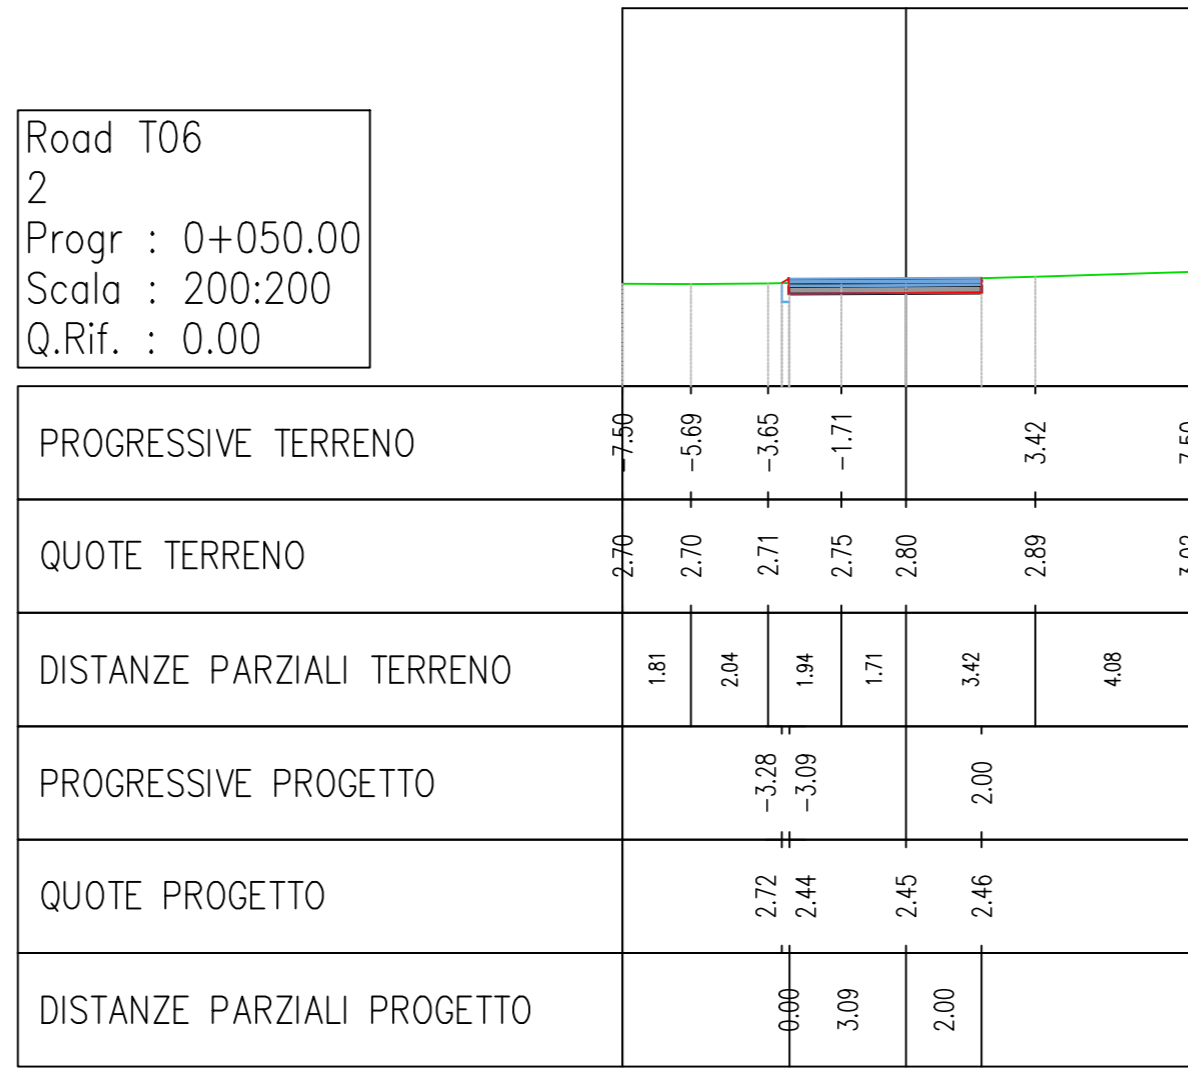 Road T06
2
Progr : 0+050.00
Scala : 200:200
Q.Rif. : 0.00
PROGRESSIVE TERRENO -7.50 -5.69 -3.65 -1.71 3.42
QUOTE TERRENO 2.70 2.70 2.71 2.75 2.80 2.89
DISTANZE PARZIALI TERRENO 1.81 2.04 1.94 1.71 3.42 4.08
PROGRESSIVE PROGETTO -3.28 -3.09 2.00
QUOTE PROGETTO 2.72 2.44 2.45 2.46
DISTANZE PARZIALI PROGETTO 0.00 3.09 2.00